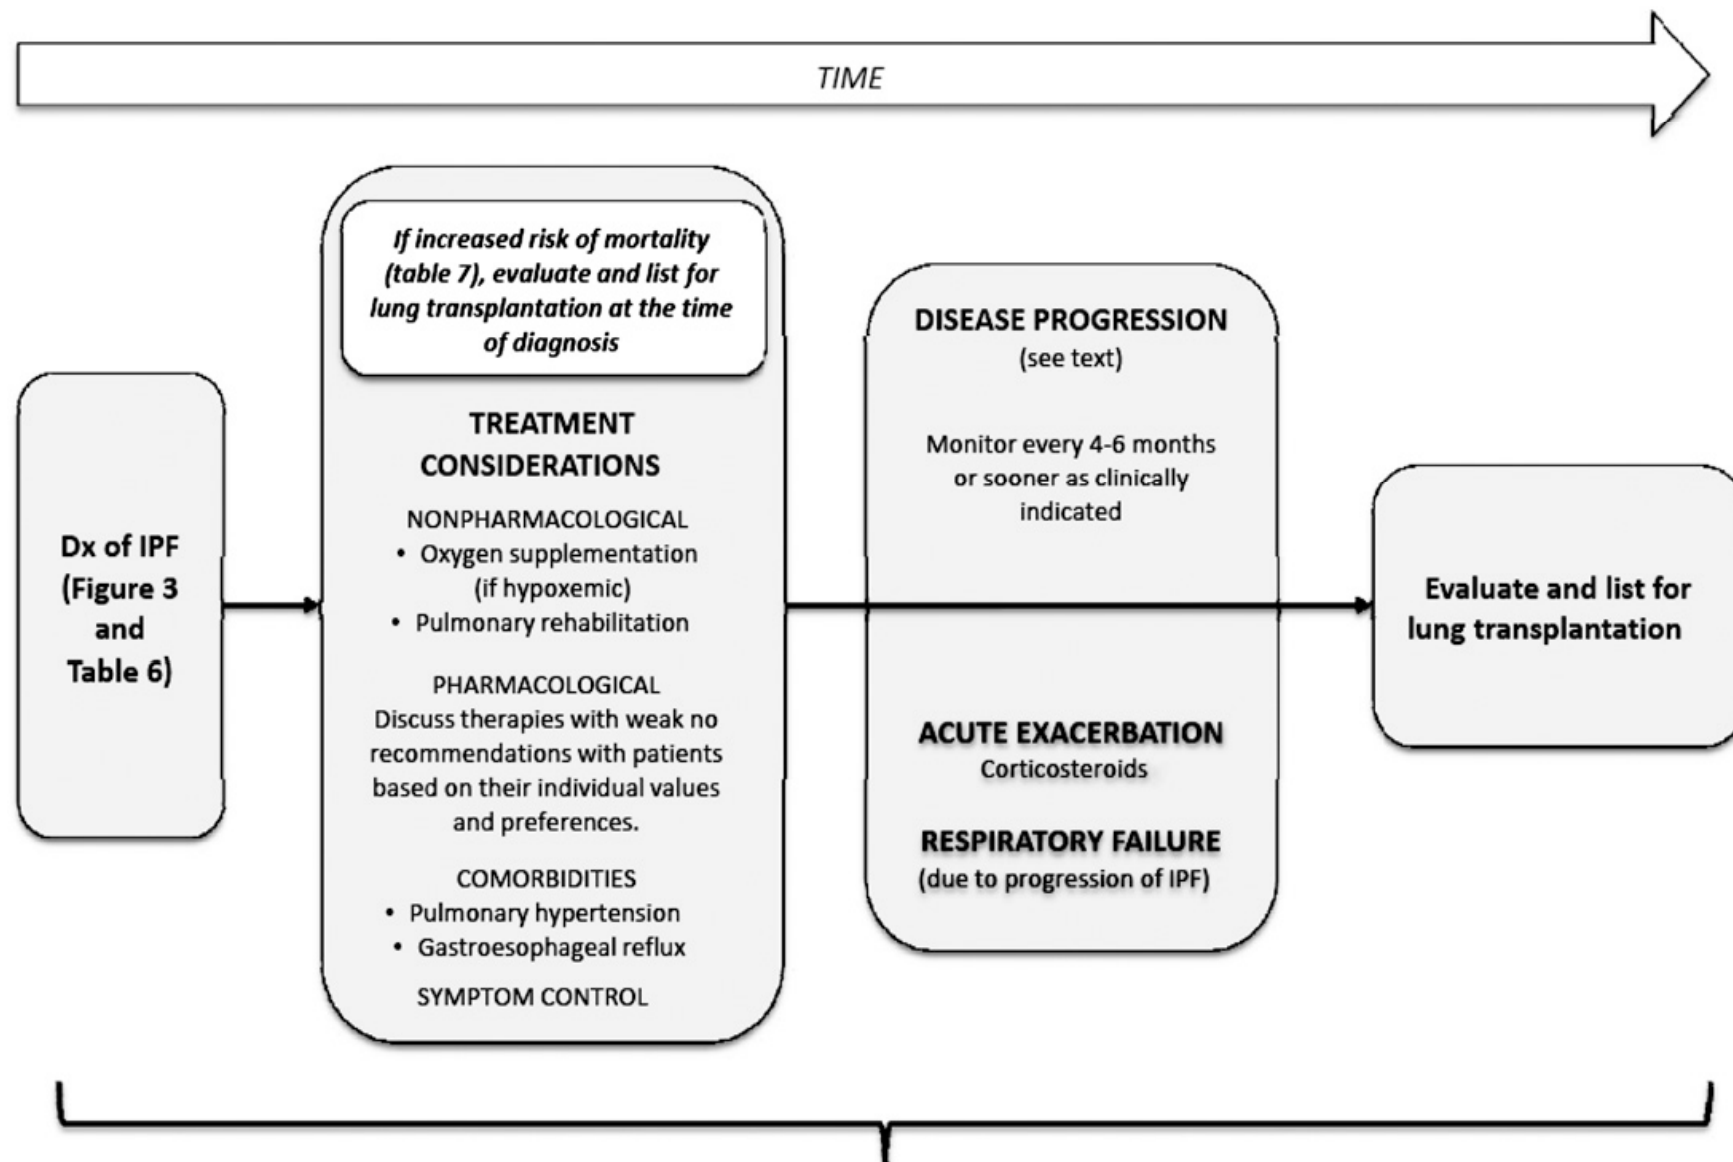 TIME
If increased risk of mortality
(table 7), evaluate and list for
lung transplantation at the time
of diagnosis
TREATMENT
CONSIDERATIONS
NONPHARMACOLOGICAL
• Oxygen supplementation
(if hypoxemic)
• Pulmonary rehabilitation
PHARMACOLOGICAL
Discuss therapies with weak no
recommendations with patients
based on their individual values
and preferences.
COMORBIDITIES
• Pulmonary hypertension
• Gastroesophageal reflux
SYMPTOM CONTROL
Dx of IPF
(Figure 3
and
Table 6)
DISEASE PROGRESSION
(see text)
Monitor every 4-6 months
or sooner as clinically
indicated
ACUTE EXACERBATION
Corticosteroids
RESPIRATORY FAILURE
(due to progression of IPF)
Evaluate and list for
lung transplantation